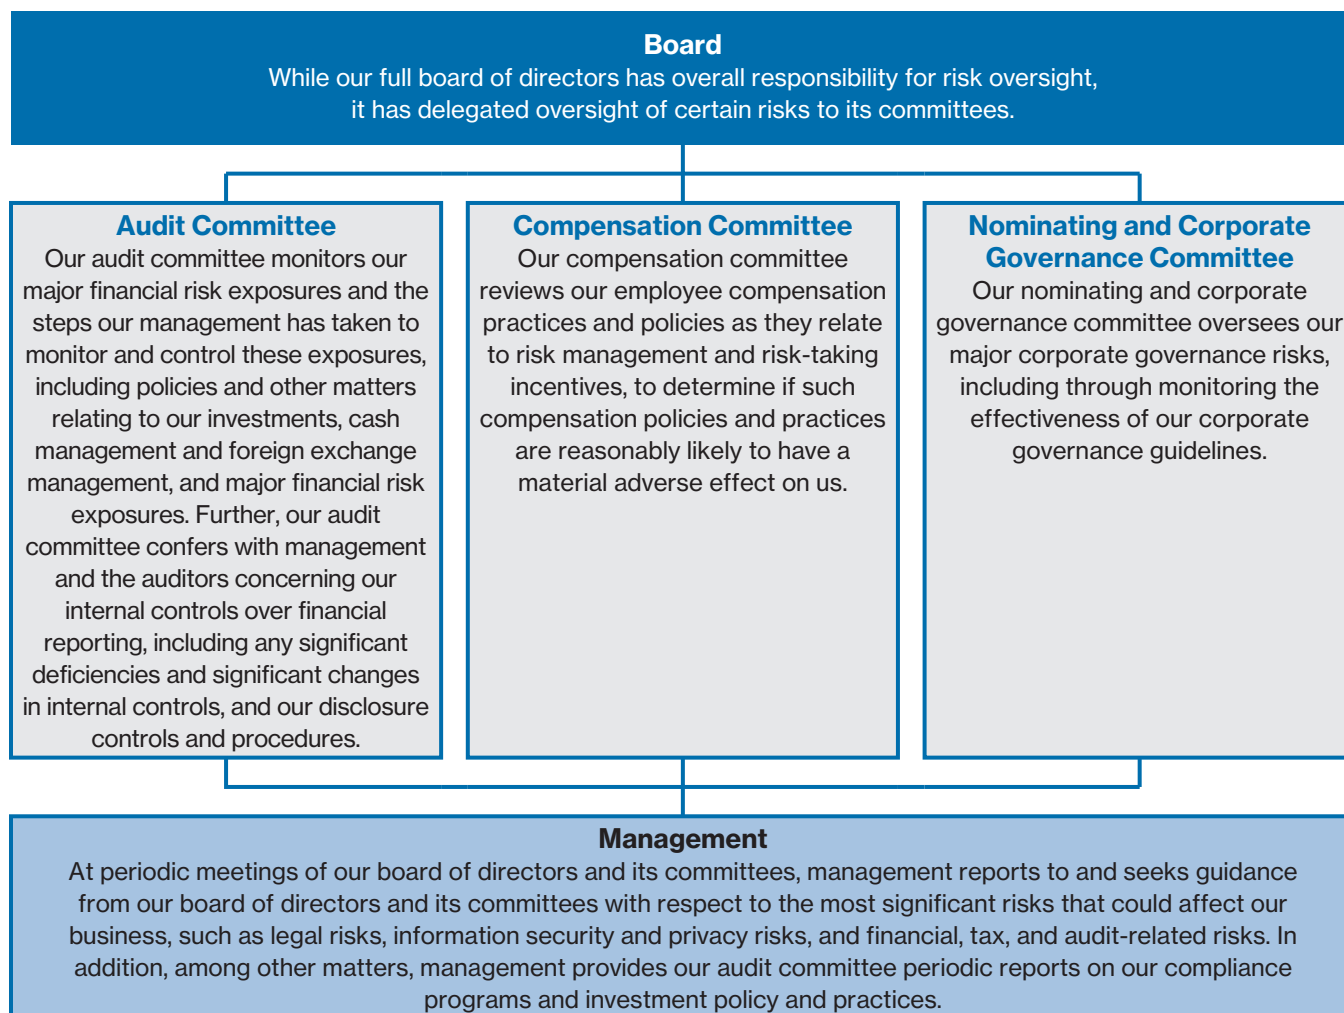 Board
While our full board of directors has overall responsibility for risk oversight,
it has delegated oversight of certain risks to its committees.
Audit Committee
Our audit committee monitors our
major financial risk exposures and the
steps our management has taken to
monitor and control these exposures,
including policies and other matters
relating to our investments, cash
management and foreign exchange
management, and major financial risk
exposures. Further, our audit
committee confers with management
and the auditors concerning our
internal controls over financial
reporting, including any significant
deficiencies and significant changes
in internal controls, and our disclosure
controls and procedures.
Compensation Committee
Our compensation committee
reviews our employee compensation
practices and policies as they relate
to risk management and risk-taking
incentives, to determine if such
compensation policies and practices
are reasonably likely to have a
material adverse effect on us.
Nominating and Corporate
Governance Committee
Our nominating and corporate
governance committee oversees our
major corporate governance risks,
including through monitoring the
effectiveness of our corporate
governance guidelines.
Management
At periodic meetings of our board of directors and its committees, management reports to and seeks guidance
from our board of directors and its committees with respect to the most significant risks that could affect our
business, such as legal risks, information security and privacy risks, and financial, tax, and audit-related risks. In
addition, among other matters, management provides our audit committee periodic reports on our compliance
programs and investment policy and practices.